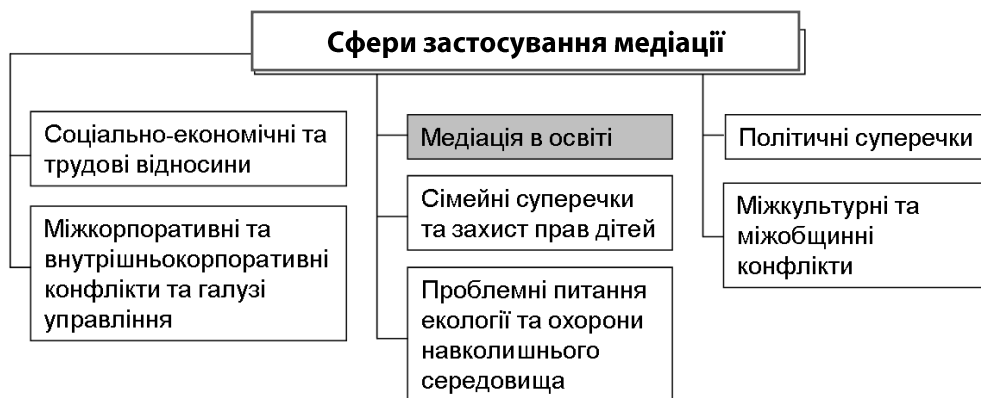 Сфери застосування медіації
Соціально-економічні та
трудові відносини
Міжкорпоративні та
внутрішньокорпоративні
конфлікти та галузі
управління
Медіація в освіті
Сімейні суперечки
та захист прав дітей
Проблемні питання
екології та охорони
навколишнього
середовища
Політичні суперечки
Міжкультурні та
міжобщинні
конфлікти